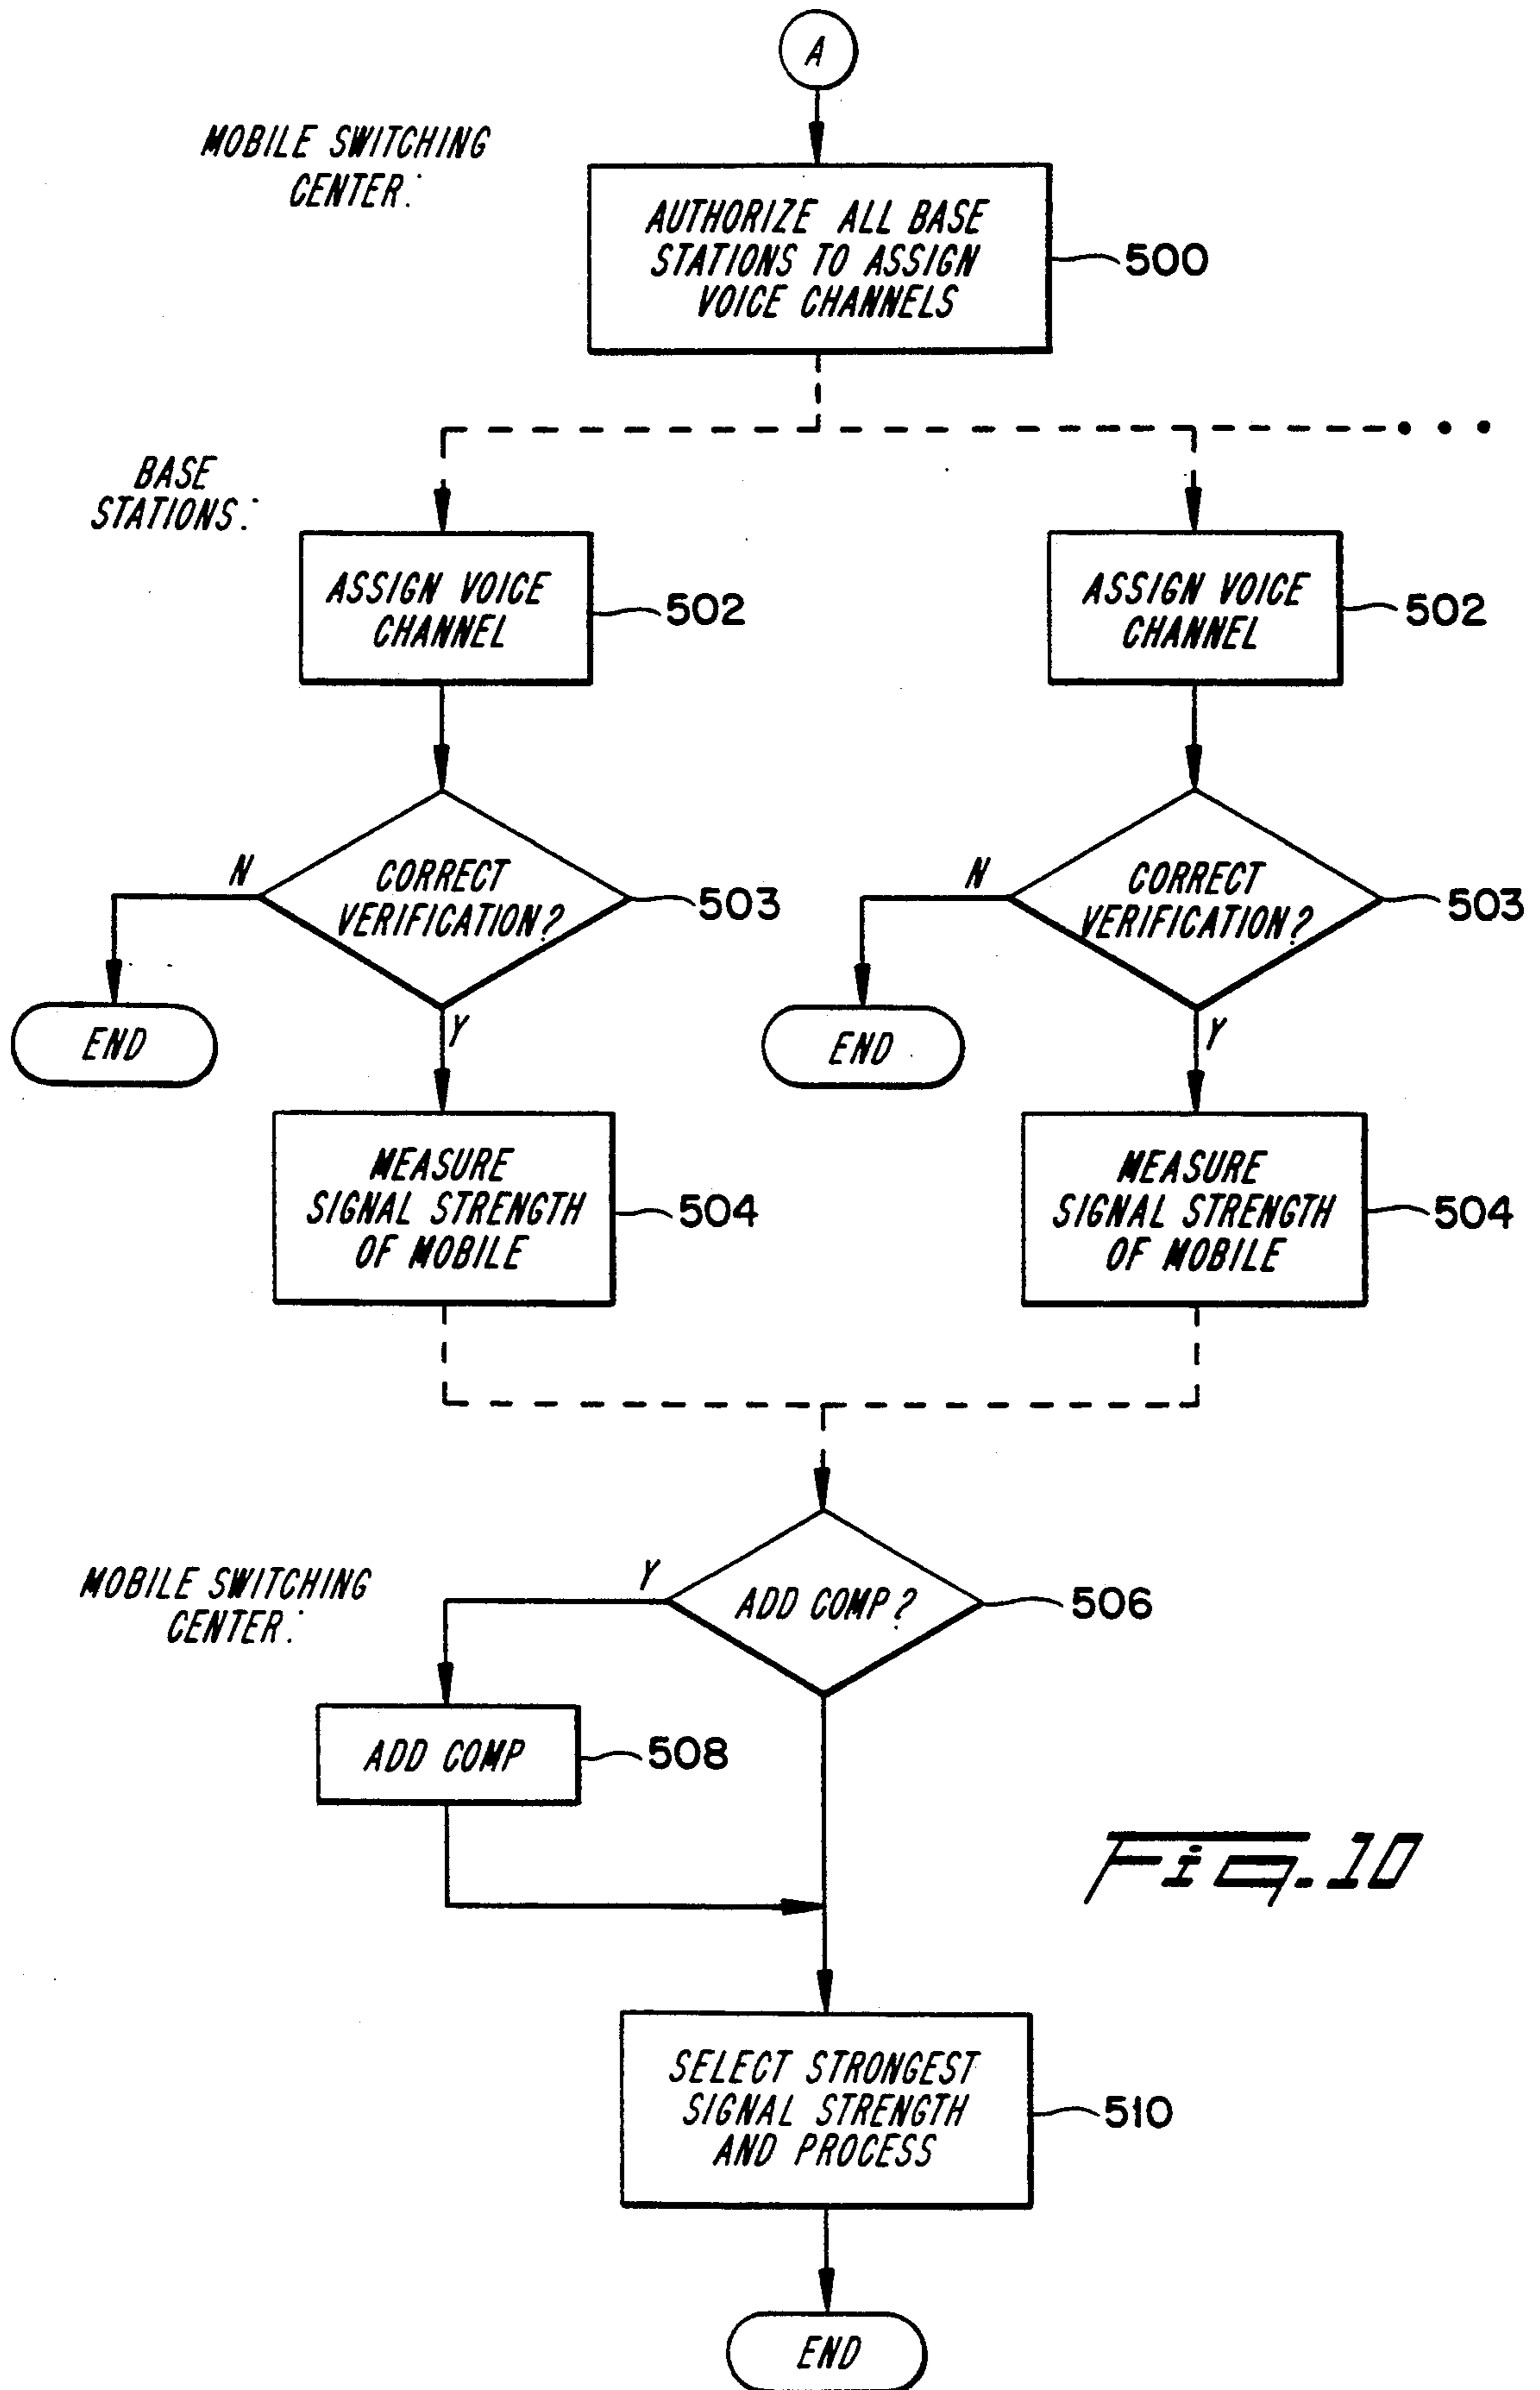 A
MOBILE SWITCHING
CENTER:
AUTHORIZE ALL BASE
STATIONS TO ASSIGN
VOICE CHANNELS
500
BASE
STATIONS:
ASSIGN VOICE
CHANNEL
502
ASSIGN VOICE
CHANNEL
502
N
CORRECT
VERIFICATION?
503
N
CORRECT
VERIFICATION?
503
END
Y
END
Y
MEASURE
SIGNAL STRENGTH
OF MOBILE
504
MEASURE
SIGNAL STRENGTH
OF MOBILE
504
MOBILE SWITCHING
CENTER:
Y
ADD COMP?
506
ADD COMP
508
Fig. 10
SELECT STRONGEST
SIGNAL STRENGTH
AND PROCESS
510
END